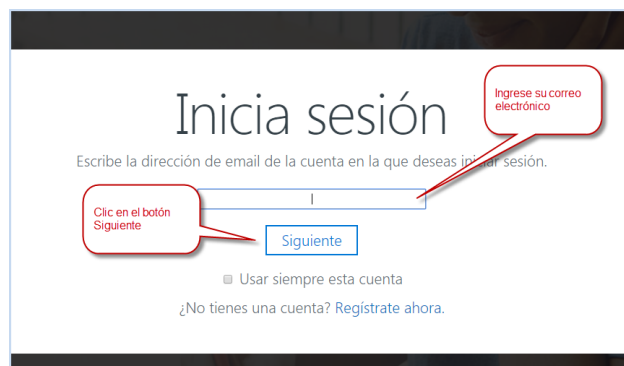 Inicia sesión
Ingrese su correo
electrónico
Escribe la dirección de email de la cuenta en la que deseas iniciar sesión.
Clic en el botón
Siguiente
Siguiente
Usar siempre esta cuenta
¿No tienes una cuenta? Regístrate ahora.